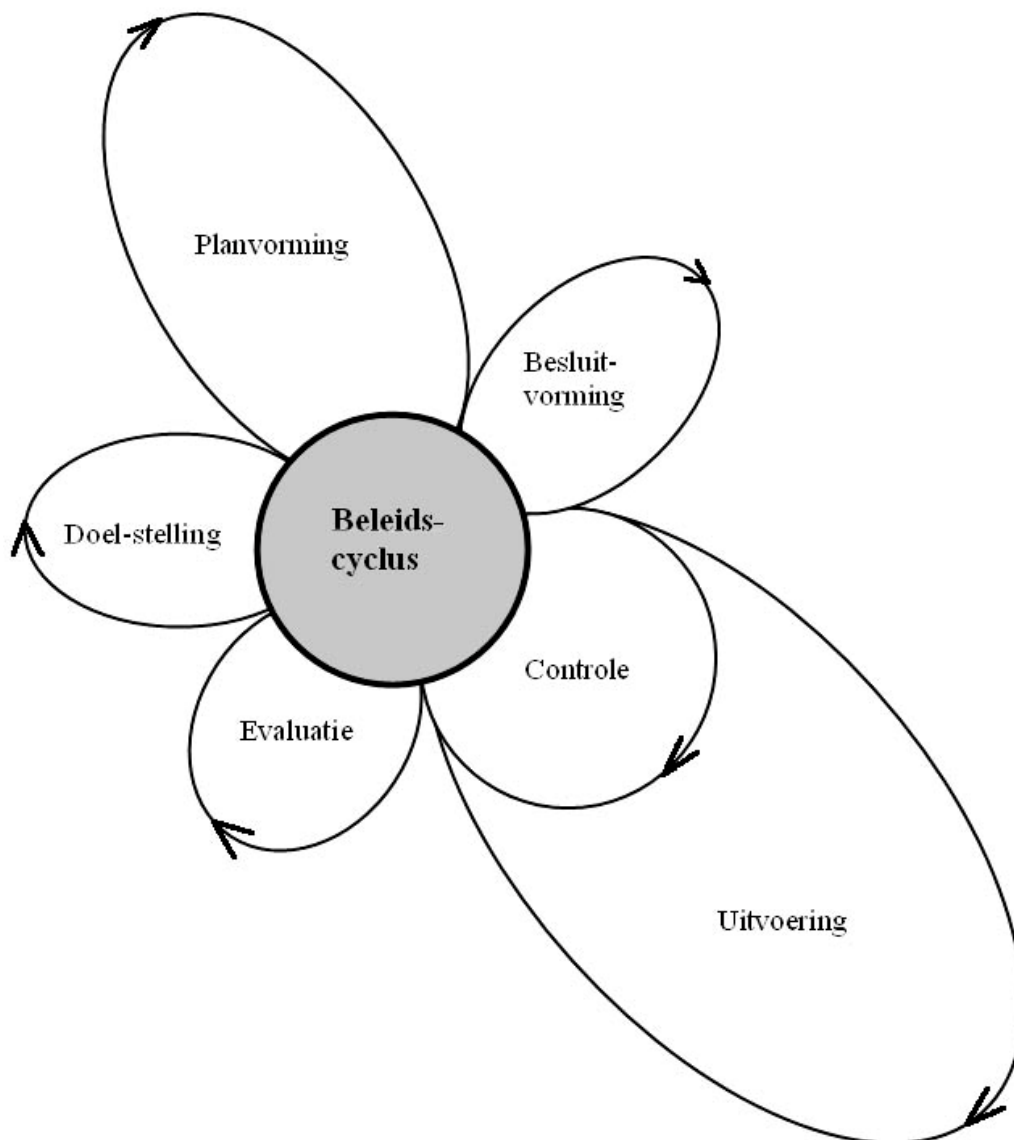 Planvorming
Besluit-
vorming
Beleids-
cyclus
Doel-stelling
Controle
Evaluatie
Uitvoering